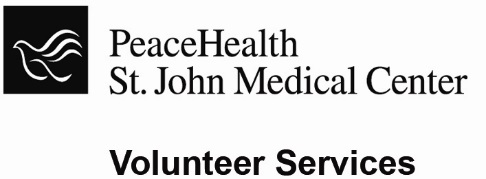 PeaceHealth
St. John Medical Center
Volunteer Services